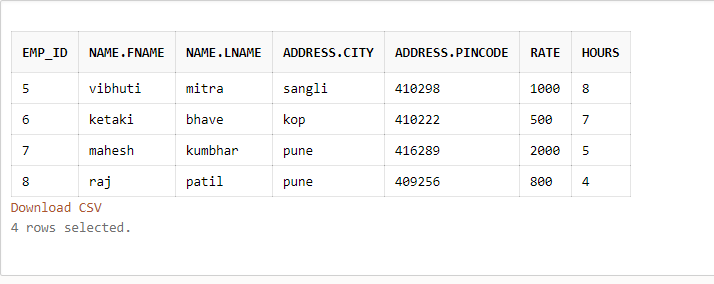 EMP_ID NAME.FNAME NAME.LNAME ADDRESS.CITY ADDRESS.PINCODE RATE HOURS
5 vibhuti mitra sangli 410298 1000 8
6 ketaki bhave kop 410222 500 7
7 mahesh kumbhar pune 416289 2000 5
8 raj patil pune 409256 800 4
Download CSV
4 rows selected.